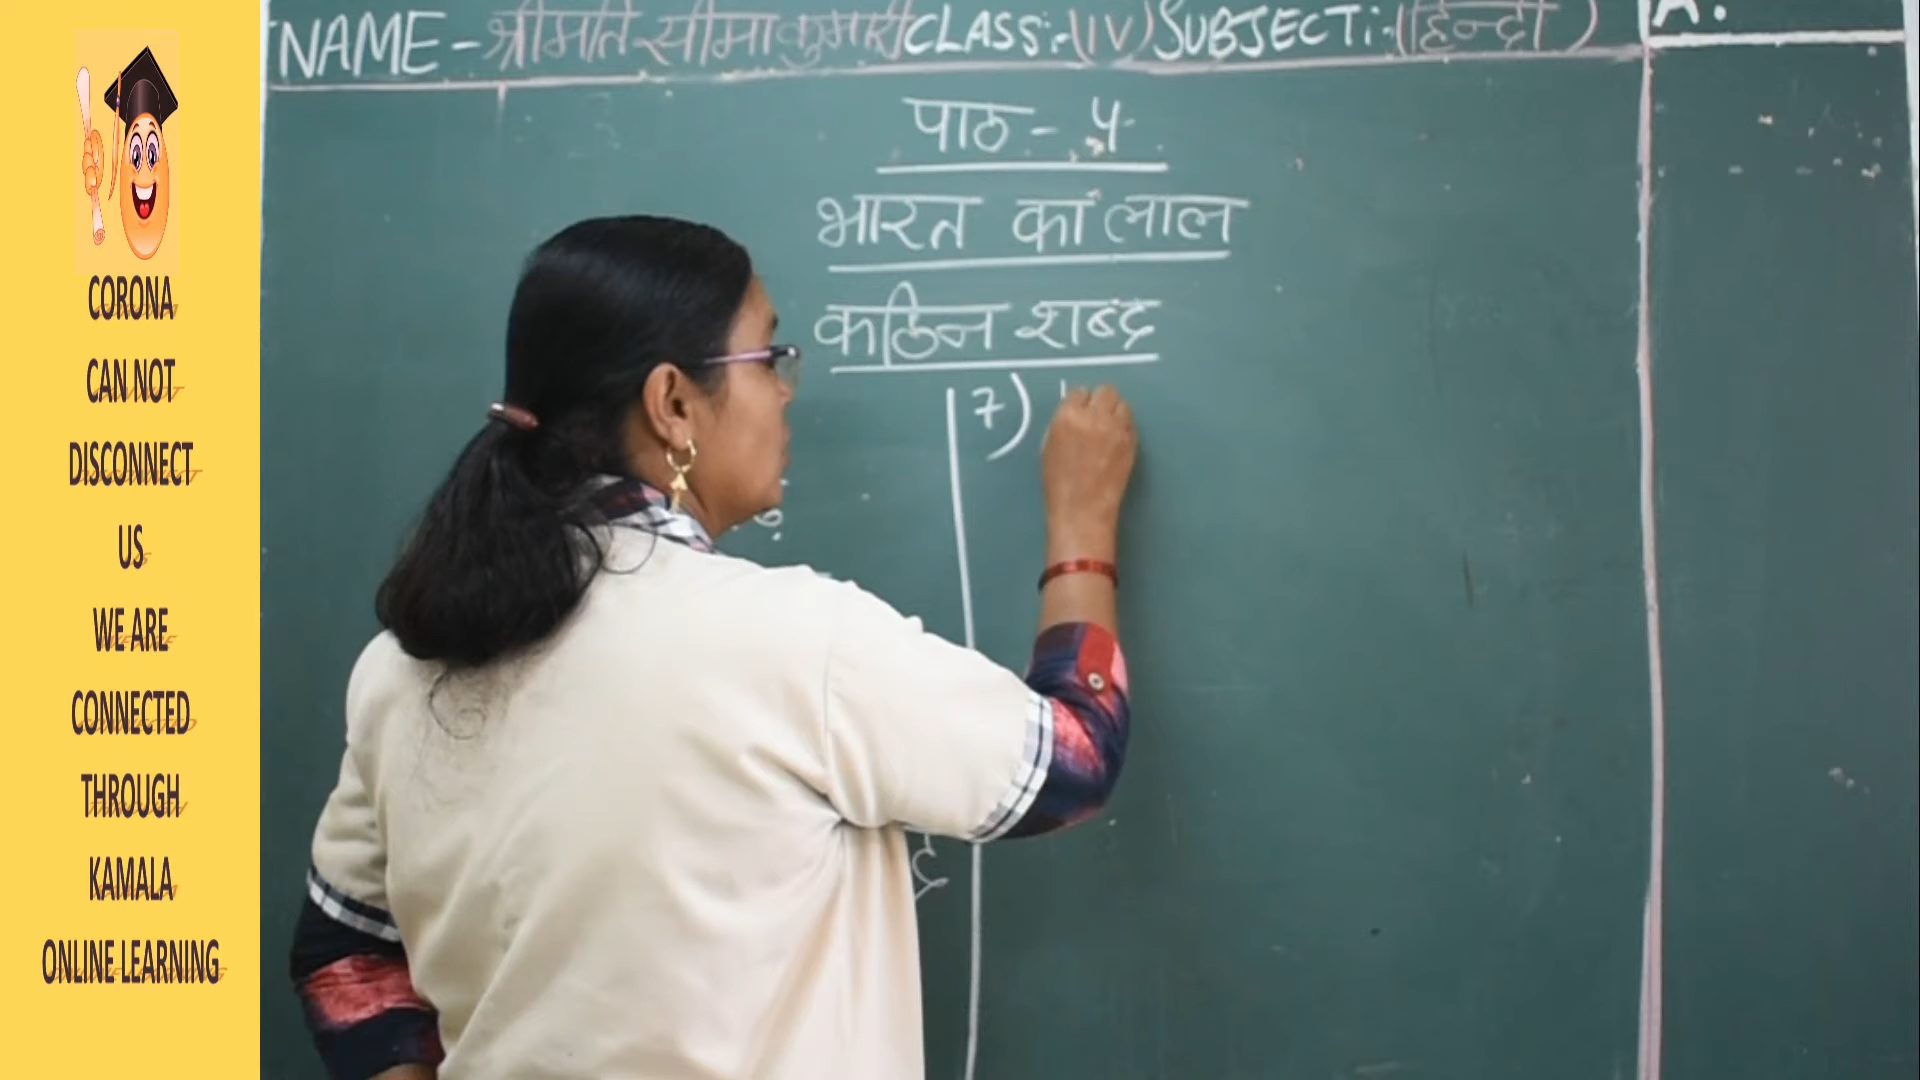 CORONA
CAN NOT
DISCONNECT
US
WE ARE
CONNECTED
THROUGH
KAMALA
ONLINE LEARNING
NAME - श्रीमति सीमा कुमारी CLASS:-(IV) SUBJECT:-(हिन्दी)
A.
पाठ - 5
भारत का लाल
कठिन शब्द
7)